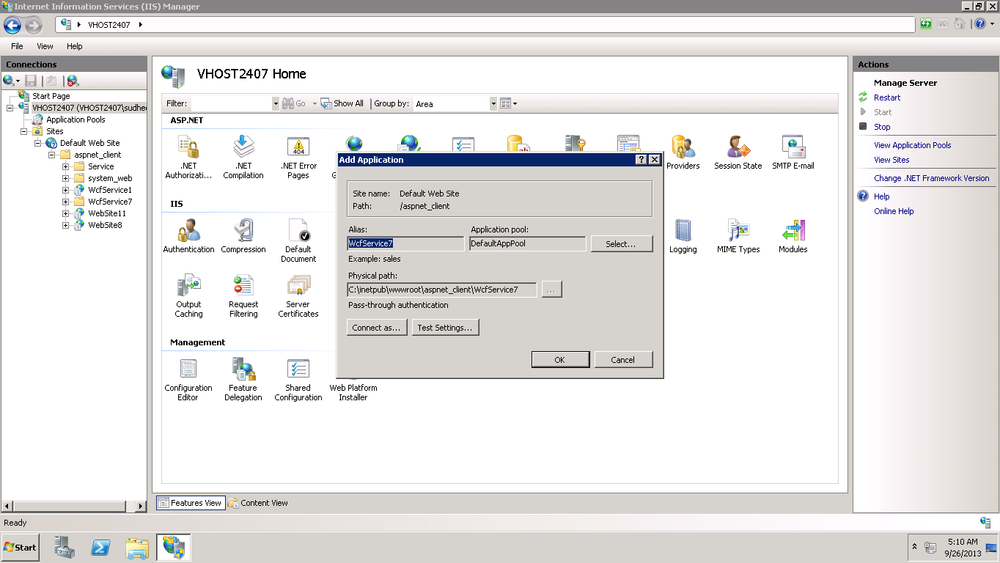 Internet Information Services (IIS) Manager
VHOST2407
File View Help
Connections
Start Page
VHOST2407 (VHOST2407\sudhee
Application Pools
Sites
Default Web Site
aspnet_client
Service
system_web
WcfService1
WcfService7
WebSite11
WebSite8
VHOST2407 Home
Filter: Go Show All Group by: Area
ASP.NET
.NET Authorizati...
.NET Compilation
.NET Error Pages
404
Providers
Session State
SMTP E-mail
IIS
Authentication
Compression
Default Document
Logging
MIME Types
Modules
Output Caching
Request Filtering
Server Certificates
Management
Configuration Editor
Feature Delegation
Shared Configuration
Web Platform Installer
Add Application
Site name: Default Web Site
Path: /aspnet_client
Alias: Application pool:
WcfService7 DefaultAppPool Select...
Example: sales
Physical path:
C:\inetpub\wwwroot\aspnet_client\WcfService7 ...
Pass-through authentication
Connect as... Test Settings...
OK Cancel
Features View Content View
Actions
Manage Server
Restart
Start
Stop
View Application Pools
View Sites
Change .NET Framework Version
Help
Online Help
Ready
Start
5:10 AM
9/26/2013